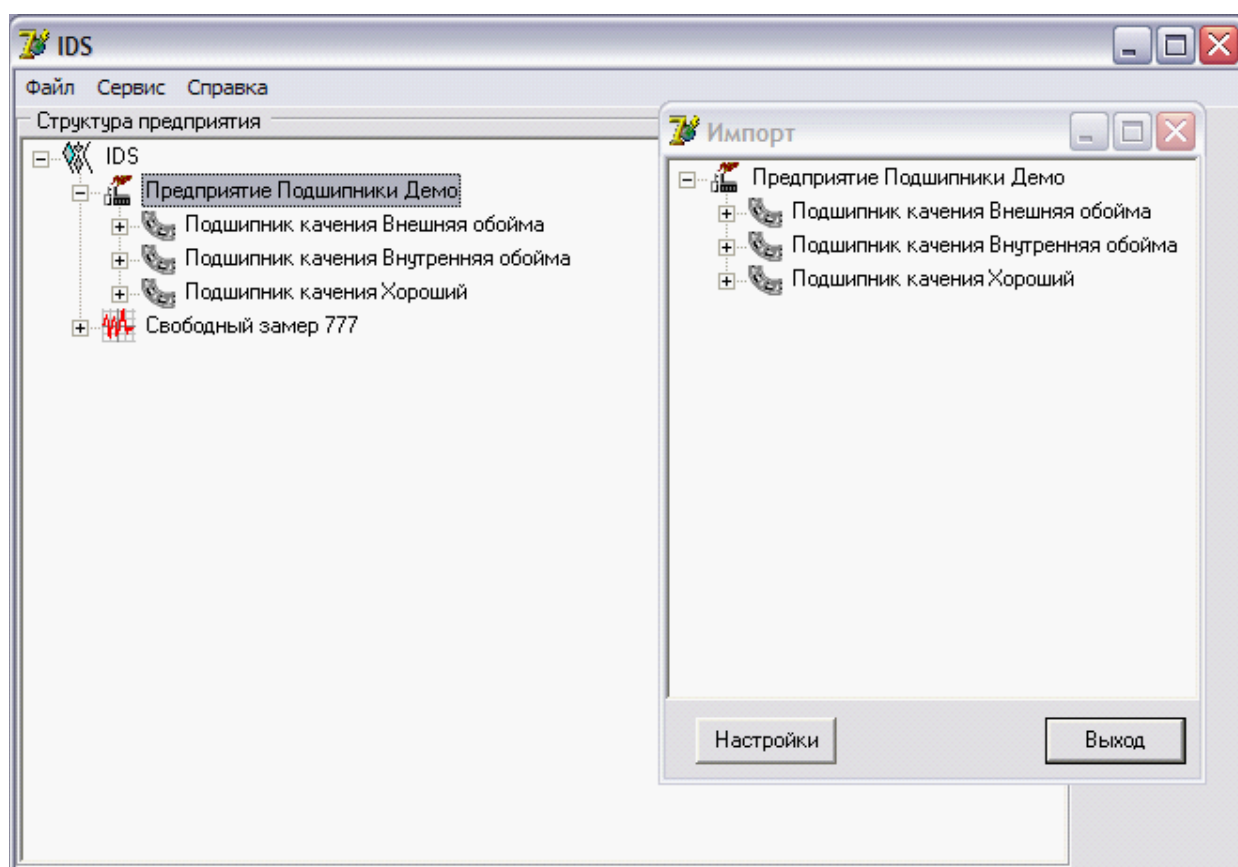 IDS
Файл Сервис Справка
Структура предприятия
IDS
Предприятие Подшипники Демо
Подшипник качения Внешняя обойма
Подшипник качения Внутренняя обойма
Подшипник качения Хороший
Свободный замер 777
Импорт
Предприятие Подшипники Демо
Подшипник качения Внешняя обойма
Подшипник качения Внутренняя обойма
Подшипник качения Хороший
Настройки
Выход